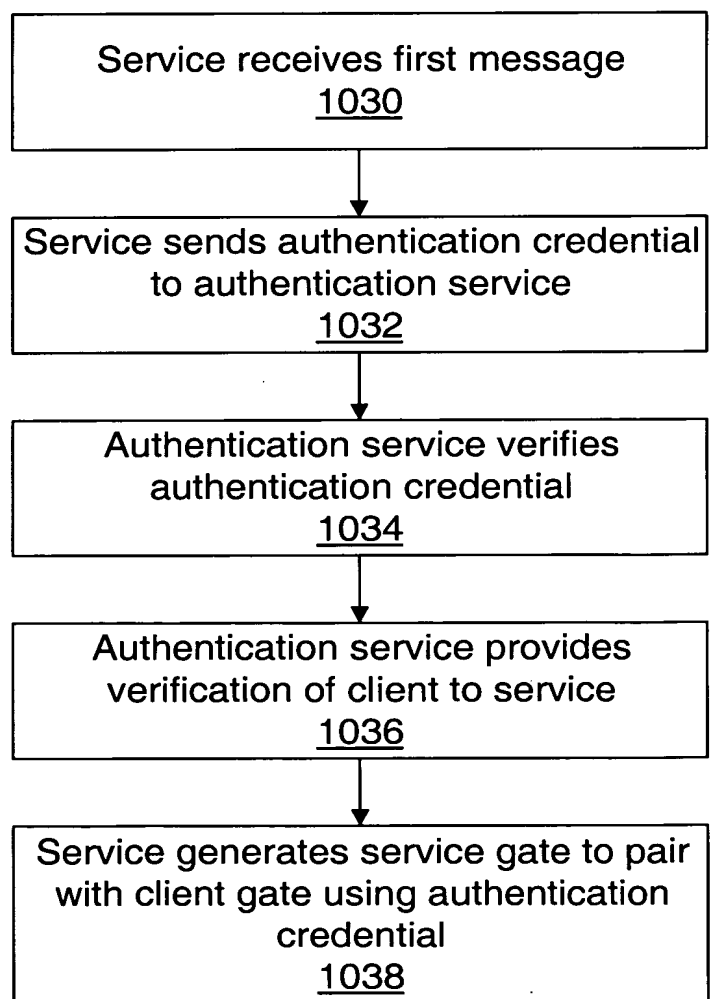 Service receives first message
1030
Service sends authentication credential
to authentication service
1032
Authentication service verifies
authentication credential
1034
Authentication service provides
verification of client to service
1036
Service generates service gate to pair
with client gate using authentication
credential
1038